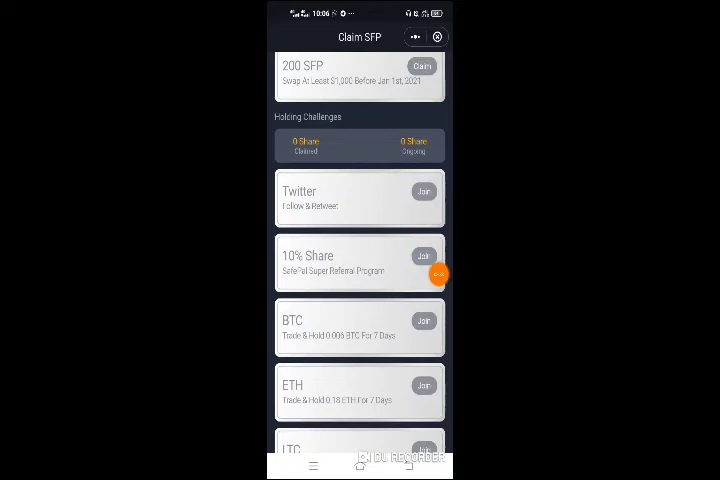 10:06
Claim SFP
200 SFP
Claim
Swap At Least $1,000 Before Jan 1st, 2021
Holding Challenges
0 Share
0 Share
Claimed
Ongoing
Twitter
Join
Follow & Retweet
10% Share
Join
SafePal Super Referral Program
BTC
Join
Trade & Hold 0.006 BTC For 7 Days
ETH
Join
Trade & Hold 0.18 ETH For 7 Days
LTC
Join
DU RECORDER